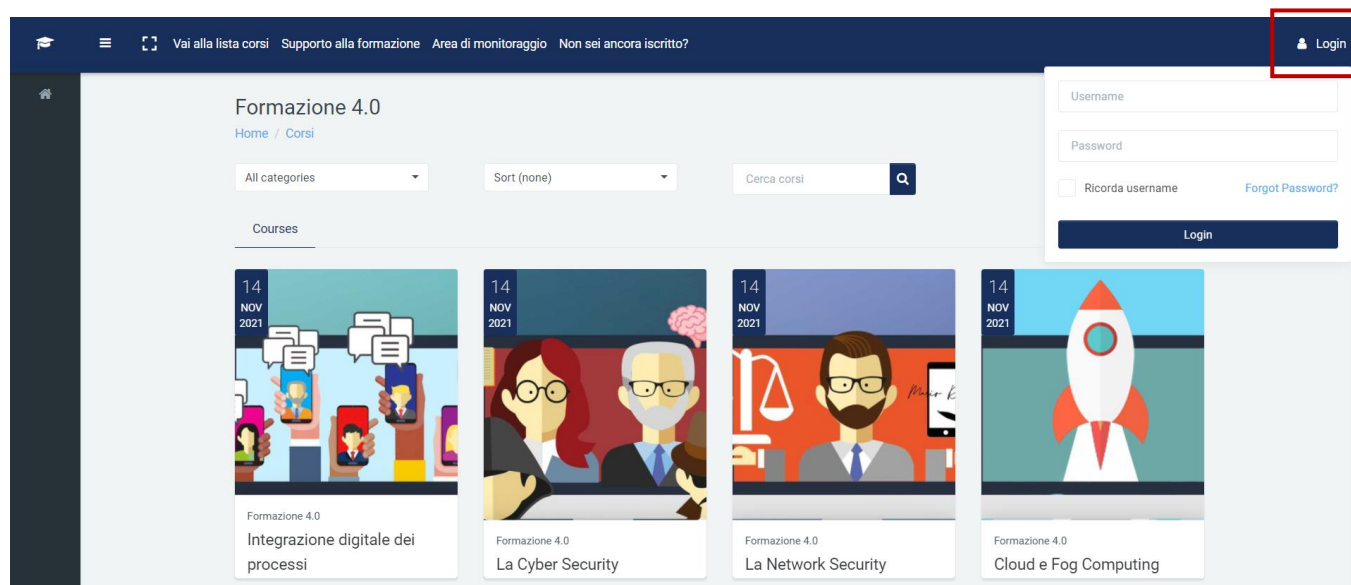 Vai alla lista corsi Supporto alla formazione Area di monitoraggio Non sei ancora iscritto? Login
Formazione 4.0
Home / Corsi
Username
Password
Ricorda username Forgot Password?
Login
All categories Sort (none) Cerca corsi
Courses
14
NOV
2021
Formazione 4.0
Integrazione digitale dei
processi
14
NOV
2021
Formazione 4.0
La Cyber Security
14
NOV
2021
Formazione 4.0
La Network Security
14
NOV
2021
Formazione 4.0
Cloud e Fog Computing